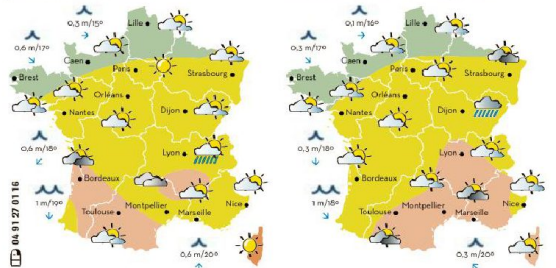 0,3 m/15°
Lille
0,6 m/17°
Caen
Paris
Brest
Strasbourg
Orléans
Nantes
Dijon
0,6 m/18°
Lyon
Bordeaux
1 m/19°
Toulouse
Montpellier
Marseille
Nice
0,6 m/20°
04 91 27 01 16
0,1 m/16°
Lille
0,3 m/17°
Caen
Paris
Brest
Strasbourg
Orléans
Nantes
Dijon
0,3 m/18°
Lyon
Bordeaux
1 m/18°
Toulouse
Montpellier
Marseille
Nice
0,3 m/20°